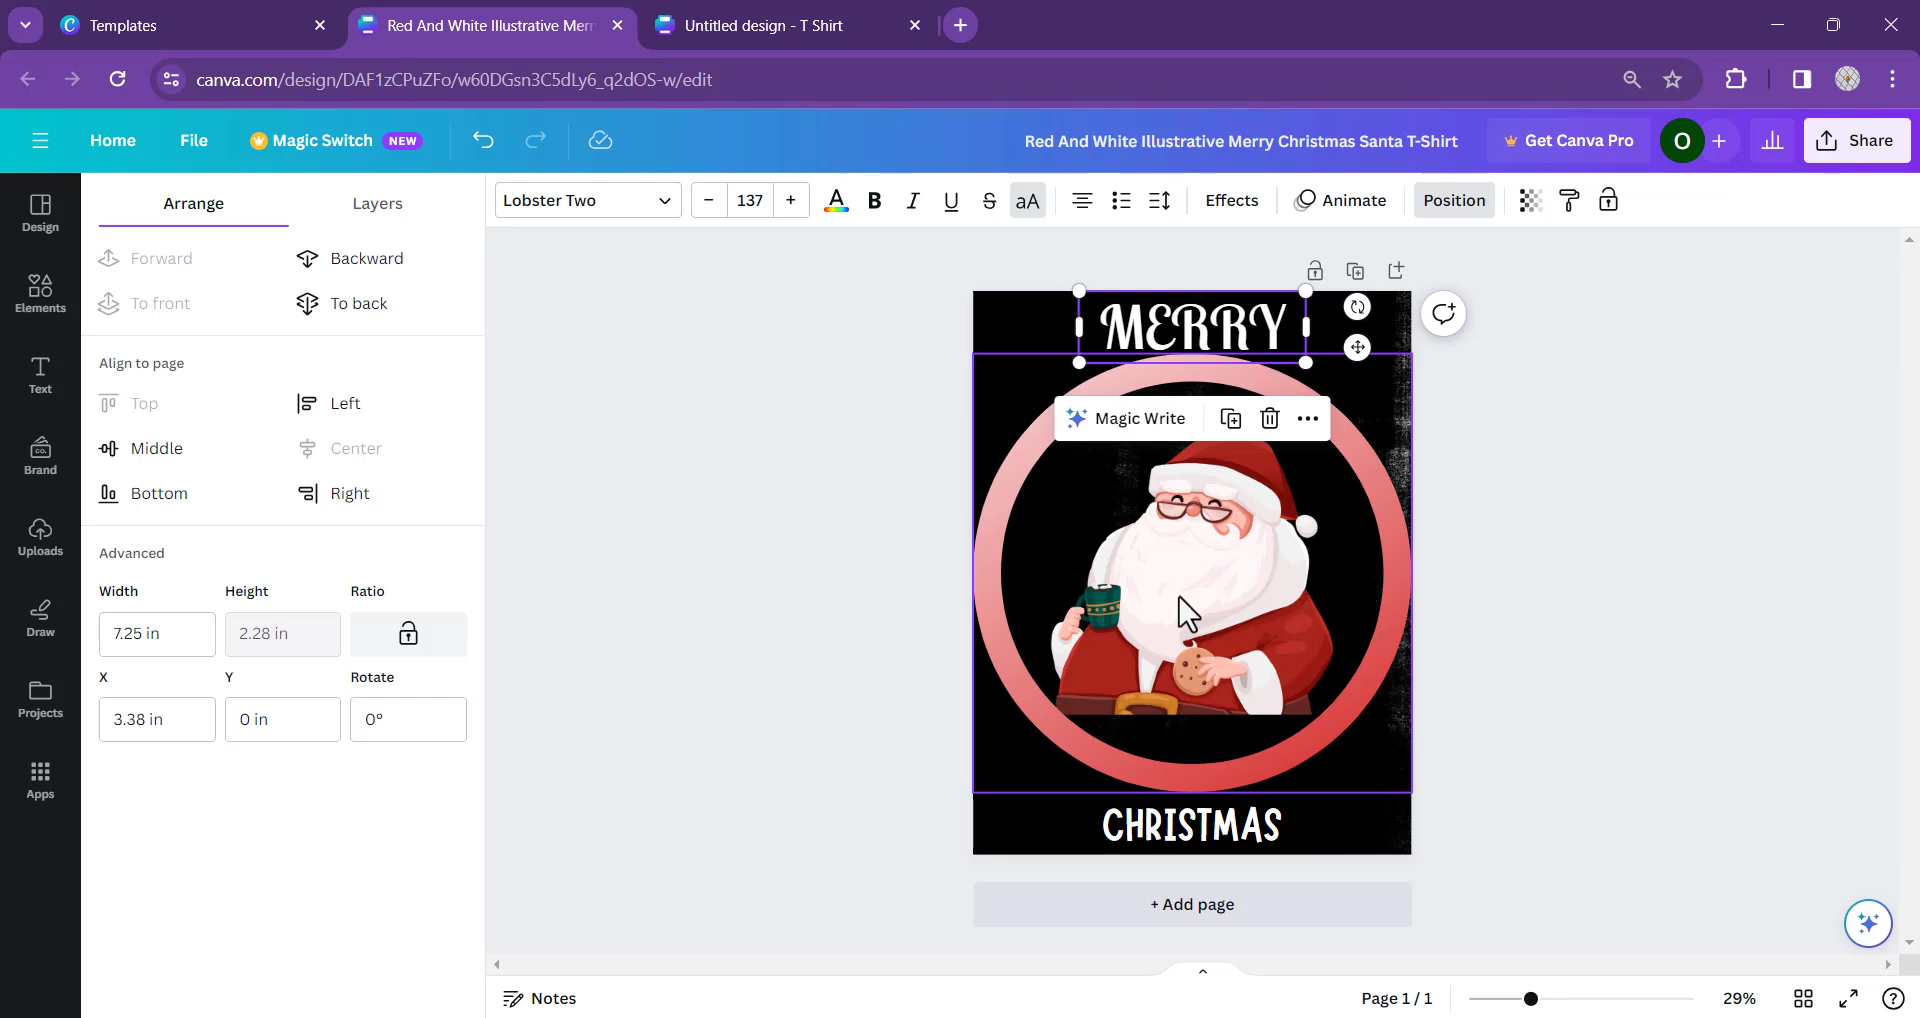 Templates
Red And White Illustrative Merr
Untitled design - T Shirt
canva.com/design/DAF1zCPuZFo/w60DGsn3C5dLy6_q2dOS-w/edit
Home
File
Magic Switch NEW
Red And White Illustrative Merry Christmas Santa T-Shirt
Get Canva Pro
O
Share
Design
Elements
Text
Brand
Uploads
Draw
Projects
Apps
Arrange
Layers
Forward
Backward
To front
To back
Align to page
Top
Left
Middle
Center
Bottom
Right
Advanced
Width
Height
Ratio
7.25 in
2.28 in
X
Y
Rotate
3.38 in
0 in
0°
Lobster Two
137
aA
Effects
Animate
Position
MERRY
Magic Write
CHRISTMAS
+ Add page
Notes
Page 1 / 1
29%